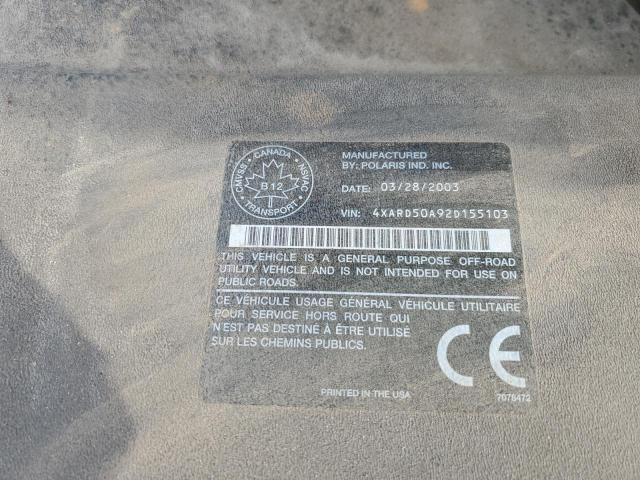 CANADA
CMVSS
NSVAC
B 12
TRANSPORT
MANUFACTURED
BY: POLARIS IND. INC.
DATE: 03/28/2003
VIN: 4XARD50A92D155103
THIS VEHICLE IS A GENERAL PURPOSE OFF-ROAD
UTILITY VEHICLE AND IS NOT INTENDED FOR USE ON
PUBLIC ROADS.
CE VÉHICULE USAGE GÉNÉRAL VÉHICULE UTILITAIRE
POUR SERVICE HORS ROUTE QUI
N'EST PAS DESTINÉ À ÊTRE UTILISÉ
SUR LES CHEMINS PUBLICS.
CE
PRINTED IN THE USA
7076472